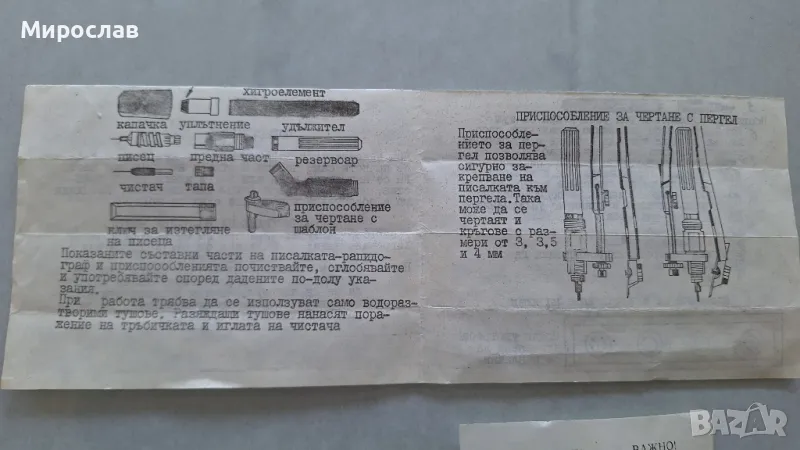 Мирослав
хигроелемент
капачка уплътнение удължител
писец предна част резервоар
чистач тапа приспособление
за чертане с
шаблон
ключ за изтегляне
на писеца
Показаните съставни части на писалката-рапидо-
граф и приспособленията почиствайте, сглобявайте
и употребявайте според дадените по-долу ука-
зания.
При работа трябва да се използуват само водораз-
творими тушове. Разяждащи тушове нанасят пора-
жение на тръбичката и иглата на чистача
ПРИСПОСОБЛЕНИЕ ЗА ЧЕРТАНЕ С ПЕРГЕЛ
Приспособле-
нието за пер-
гел позволява
сигурно за-
крепване на
писалката към
пергела.Така
може да се
чертаят и
кръгове с раз
мери от 3, 3,5
и 4 мм
ВАЖНО!
BAZAR